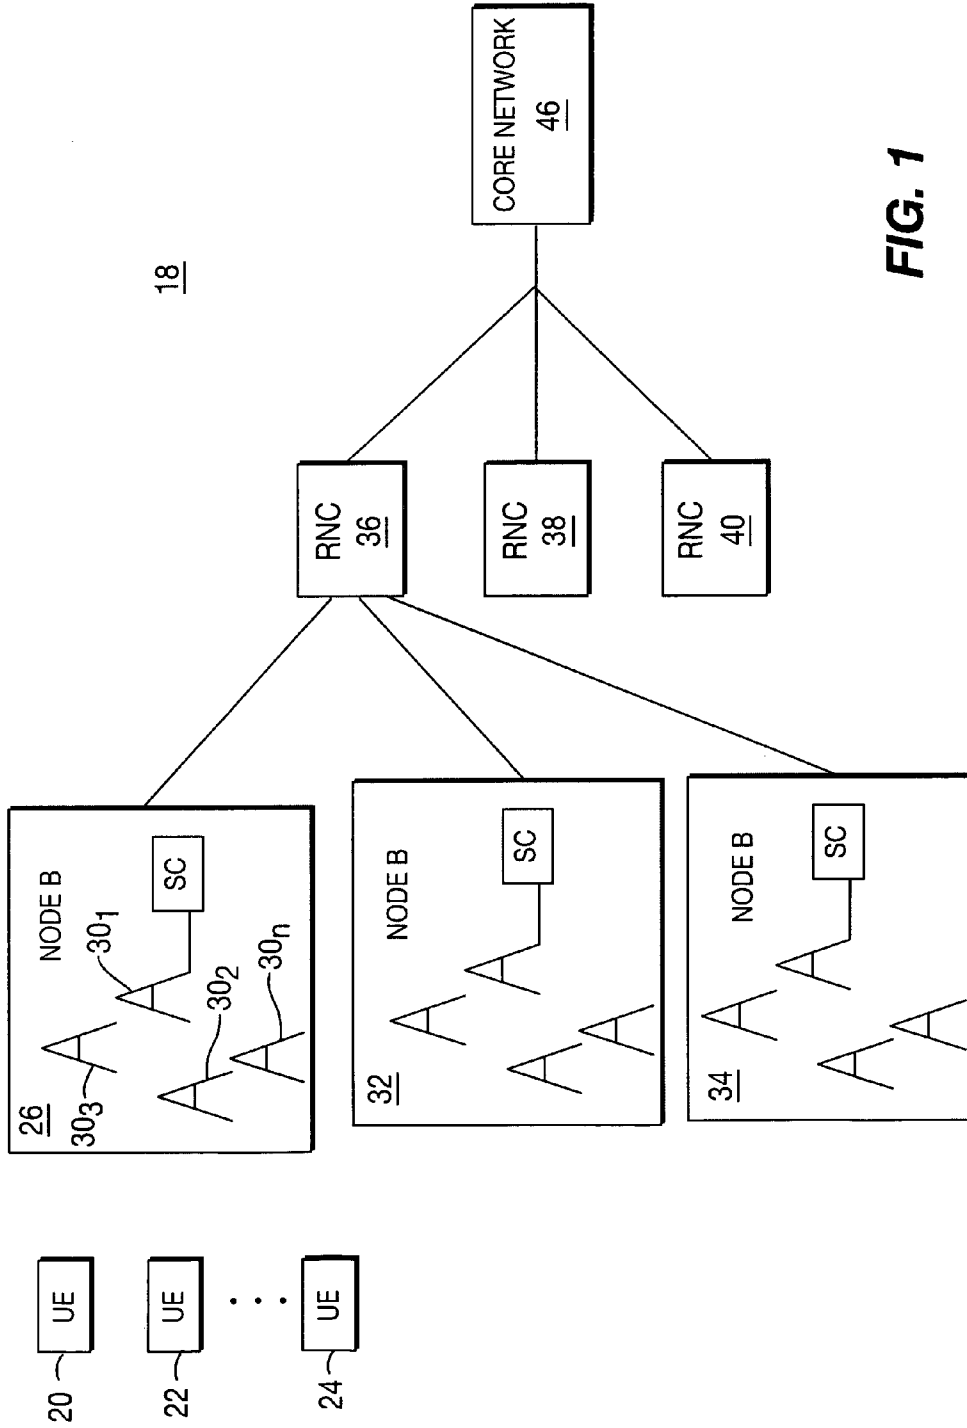 18
UE
20
UE
22
UE
24
26
NODE B
30₃
30₁
30₂
30ₙ
SC
32
NODE B
SC
34
NODE B
SC
RNC
36
RNC
38
RNC
40
CORE NETWORK
46
FIG. 1